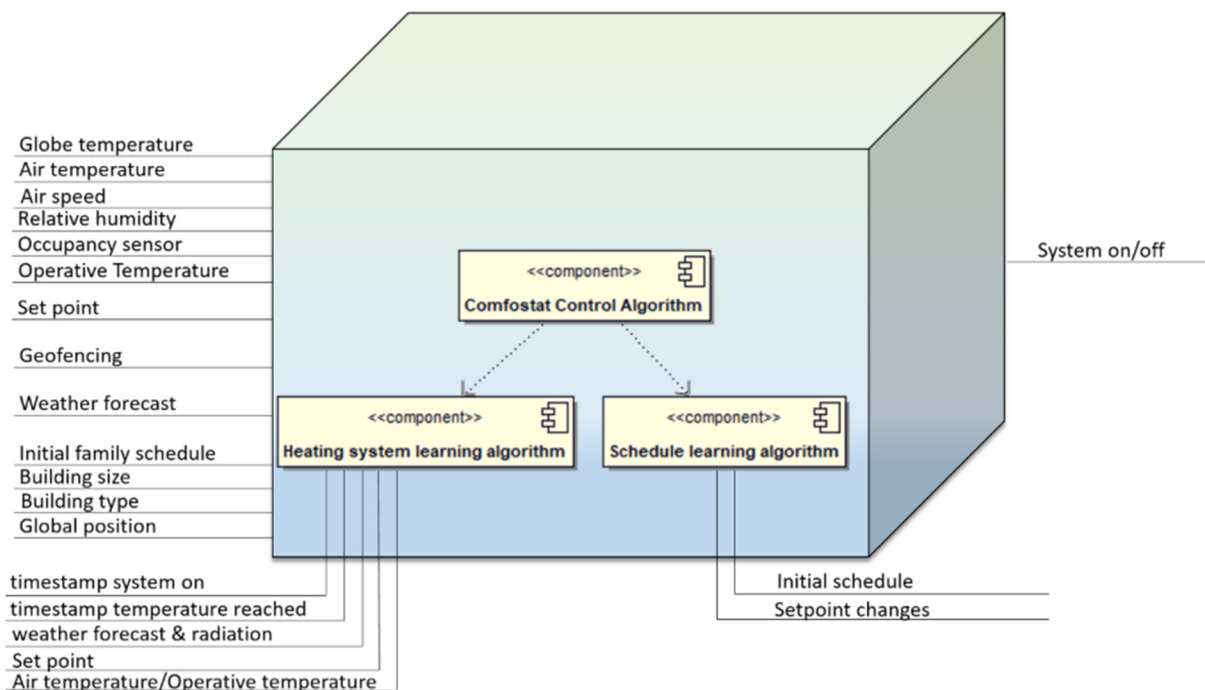 Globe temperature
Air temperature
Air speed
Relative humidity
Occupancy sensor
Operative Temperature
Set point
Geofencing
Weather forecast
Initial family schedule
Building size
Building type
Global position
System on/off
<<component>>
Comfostat Control Algorithm
<<component>>
Heating system learning algorithm
<<component>>
Schedule learning algorithm
timestamp system on
timestamp temperature reached
weather forecast & radiation
Set point
Air temperature/Operative temperature
Initial schedule
Setpoint changes